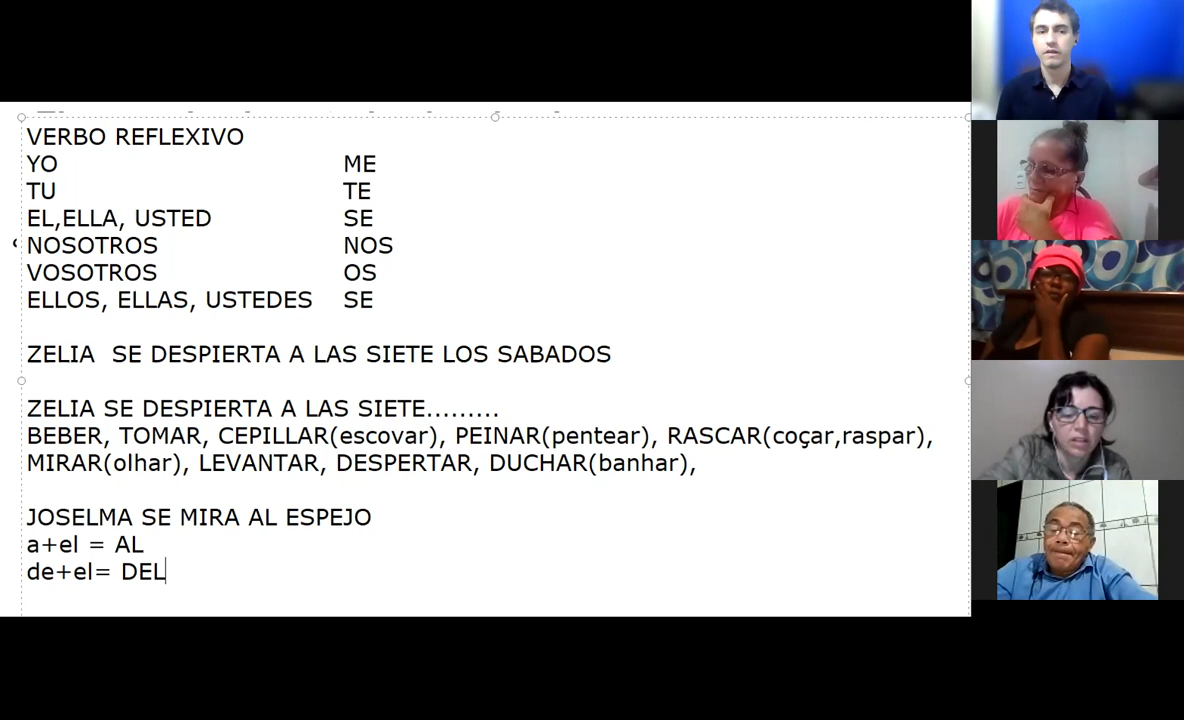 VERBO REFLEXIVO
YO ME
TU TE
EL,ELLA, USTED SE
NOSOTROS NOS
VOSOTROS OS
ELLOS, ELLAS, USTEDES SE
ZELIA SE DESPIERTA A LAS SIETE LOS SABADOS
ZELIA SE DESPIERTA A LAS SIETE.........
BEBER, TOMAR, CEPILLAR(escovar), PEINAR(pentear), RASCAR(coçar,raspar),
MIRAR(olhar), LEVANTAR, DESPERTAR, DUCHAR(banhar),
JOSELMA SE MIRA AL ESPEJO
a+el = AL
de+el= DEL